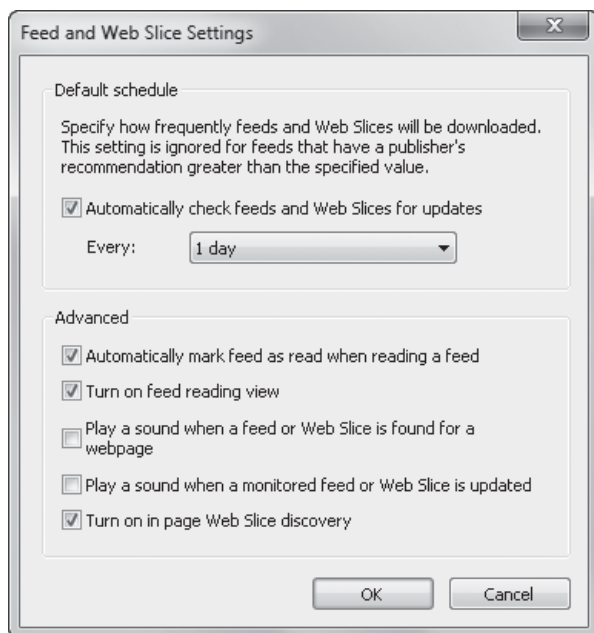 Feed and Web Slice Settings
Default schedule
Specify how frequently feeds and Web Slices will be downloaded.
This setting is ignored for feeds that have a publisher's
recommendation greater than the specified value.
Automatically check feeds and Web Slices for updates
Every: 1 day
Advanced
Automatically mark feed as read when reading a feed
Turn on feed reading view
Play a sound when a feed or Web Slice is found for a
webpage
Play a sound when a monitored feed or Web Slice is updated
Turn on in page Web Slice discovery
OK Cancel